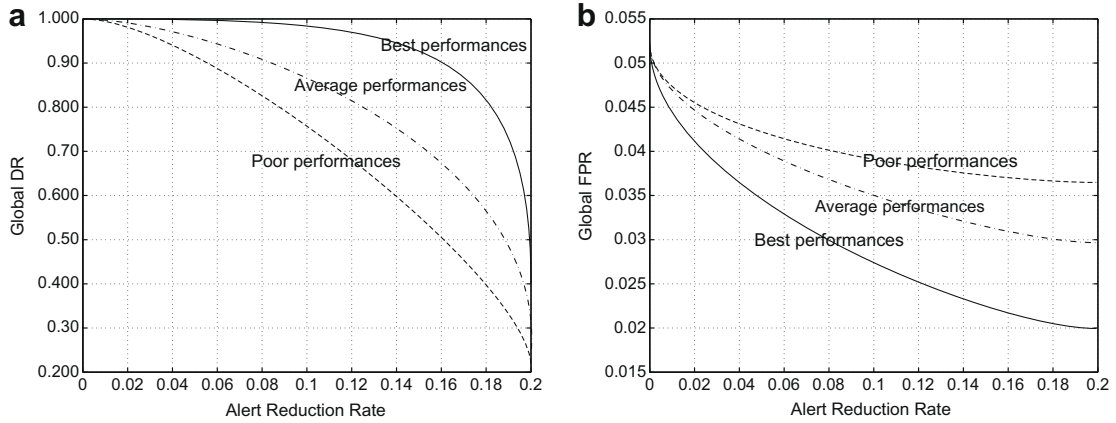 a
1.000
0.90
0.800
0.70
0.600
0.50
0.400
0.30
0.200
Global DR
Best performances
Average performances
Poor performances
0 0.02 0.04 0.06 0.08 0.1 0.12 0.14 0.16 0.18 0.2
Alert Reduction Rate
b
0.055
0.05
0.045
0.04
0.035
0.03
0.025
0.02
0.015
Global FPR
Poor performances
Average performances
Best performances
0 0.02 0.04 0.06 0.08 0.1 0.12 0.14 0.16 0.18 0.2
Alert Reduction Rate